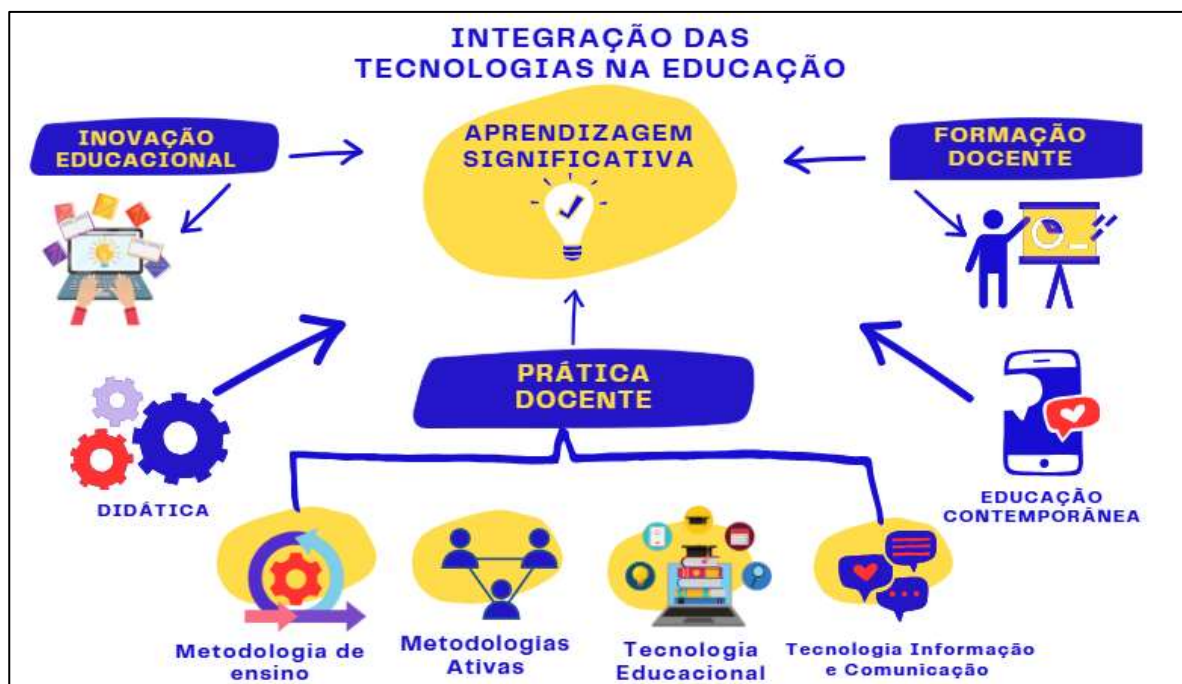 INTEGRAÇÃO DAS
TECNOLOGIAS NA EDUCAÇÃO
INOVAÇÃO
EDUCACIONAL
APRENDIZAGEM
SIGNIFICATIVA
FORMAÇÃO
DOCENTE
PRÁTICA
DOCENTE
DIDÁTICA
EDUCAÇÃO
CONTEMPORÂNEA
Metodologia de
ensino
Metodologias
Ativas
Tecnologia
Educacional
Tecnologia Informação
e Comunicação